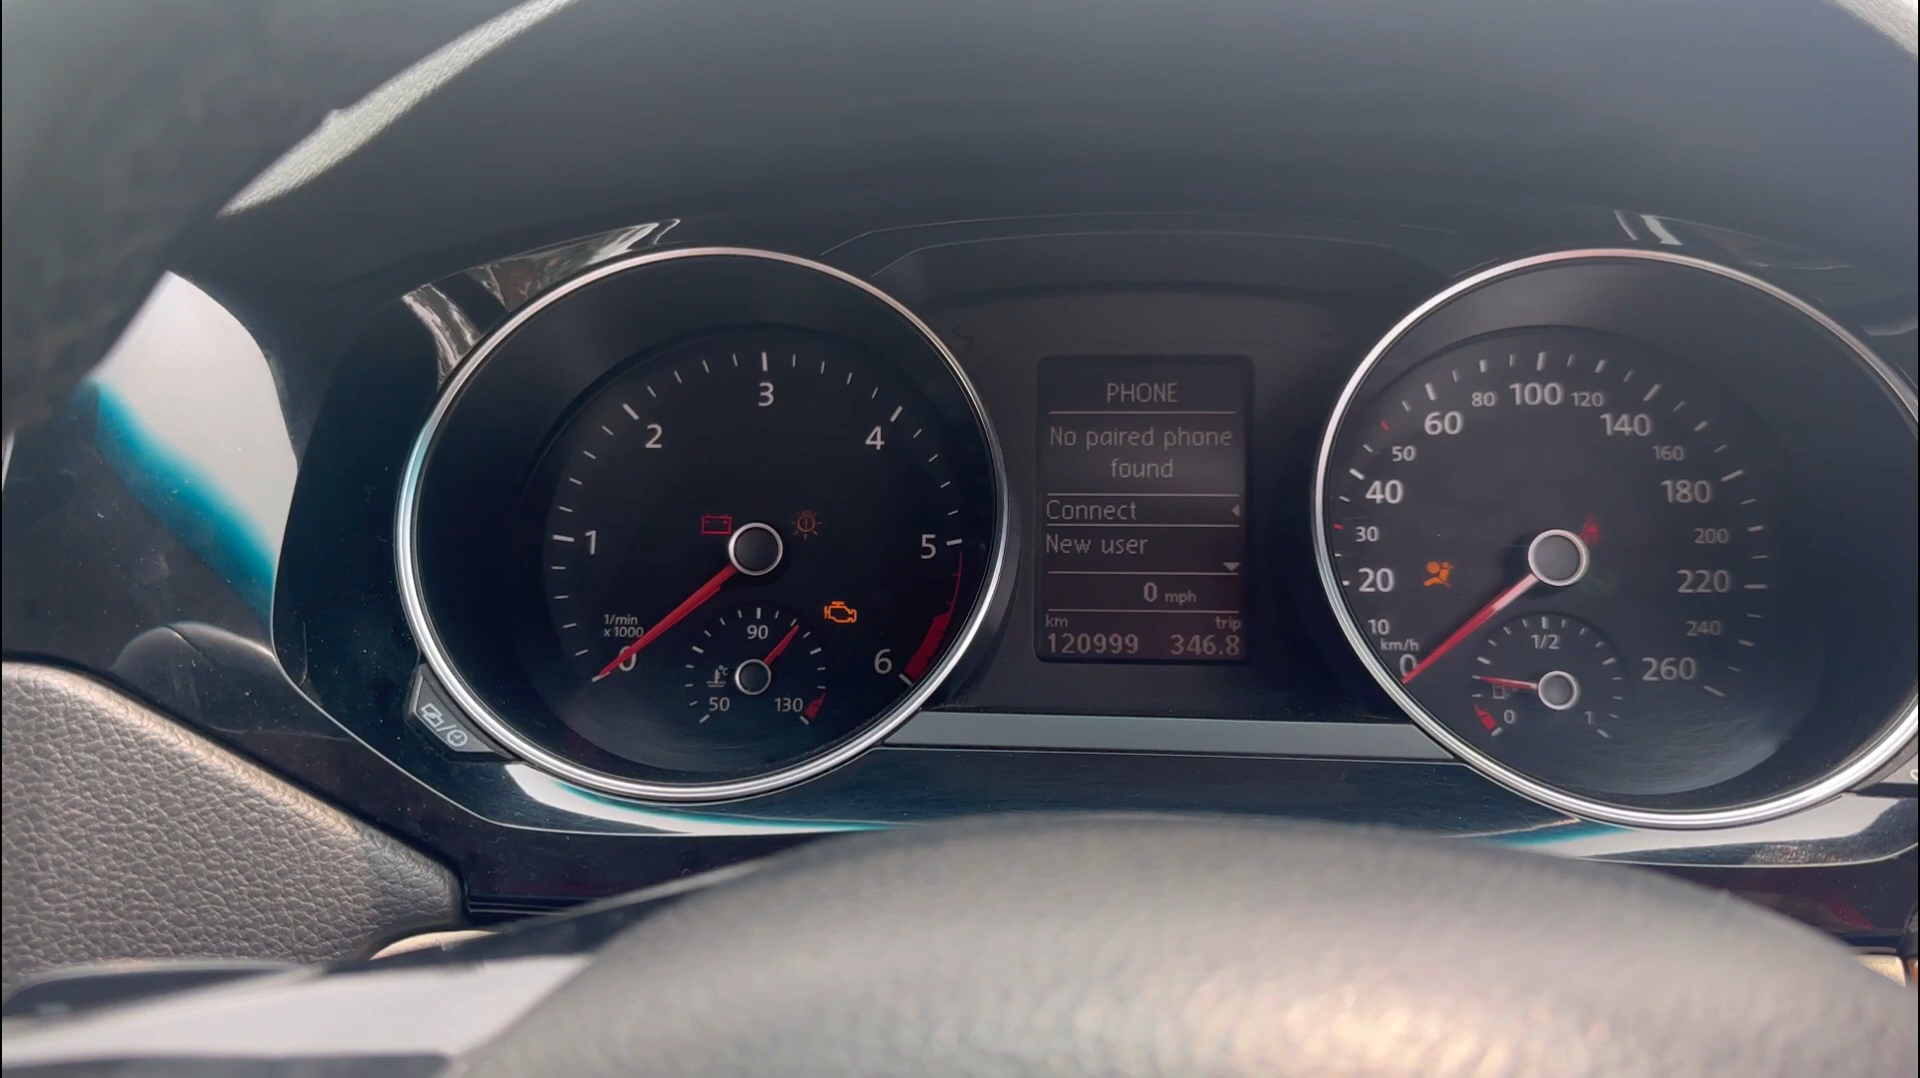 1/min
x 1000
0
1
2
3
4
5
6
50
90
130
°C
PHONE
No paired phone
found
Connect
New user
0 mph
km trip
120999 346.8
km/h
0
10
20
30
40
50
60
80
100
120
140
160
180
200
220
240
260
0
1/2
1